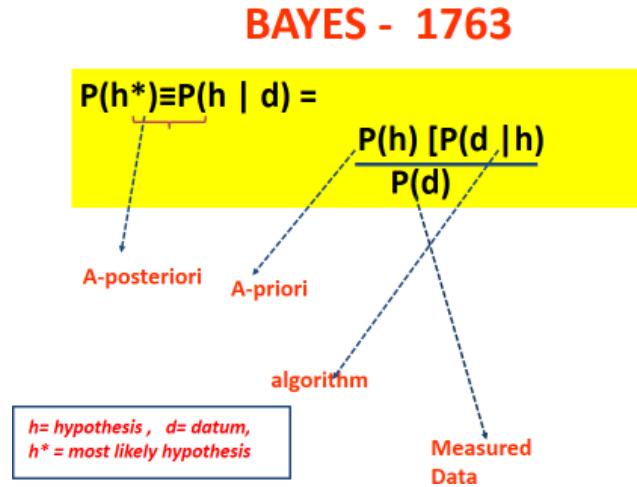 BAYES - 1763
P(h*)≡P(h | d) =
P(h) [P(d |h)
P(d)
A-posteriori
A-priori
algorithm
h= hypothesis , d= datum,
h* = most likely hypothesis
Measured
Data